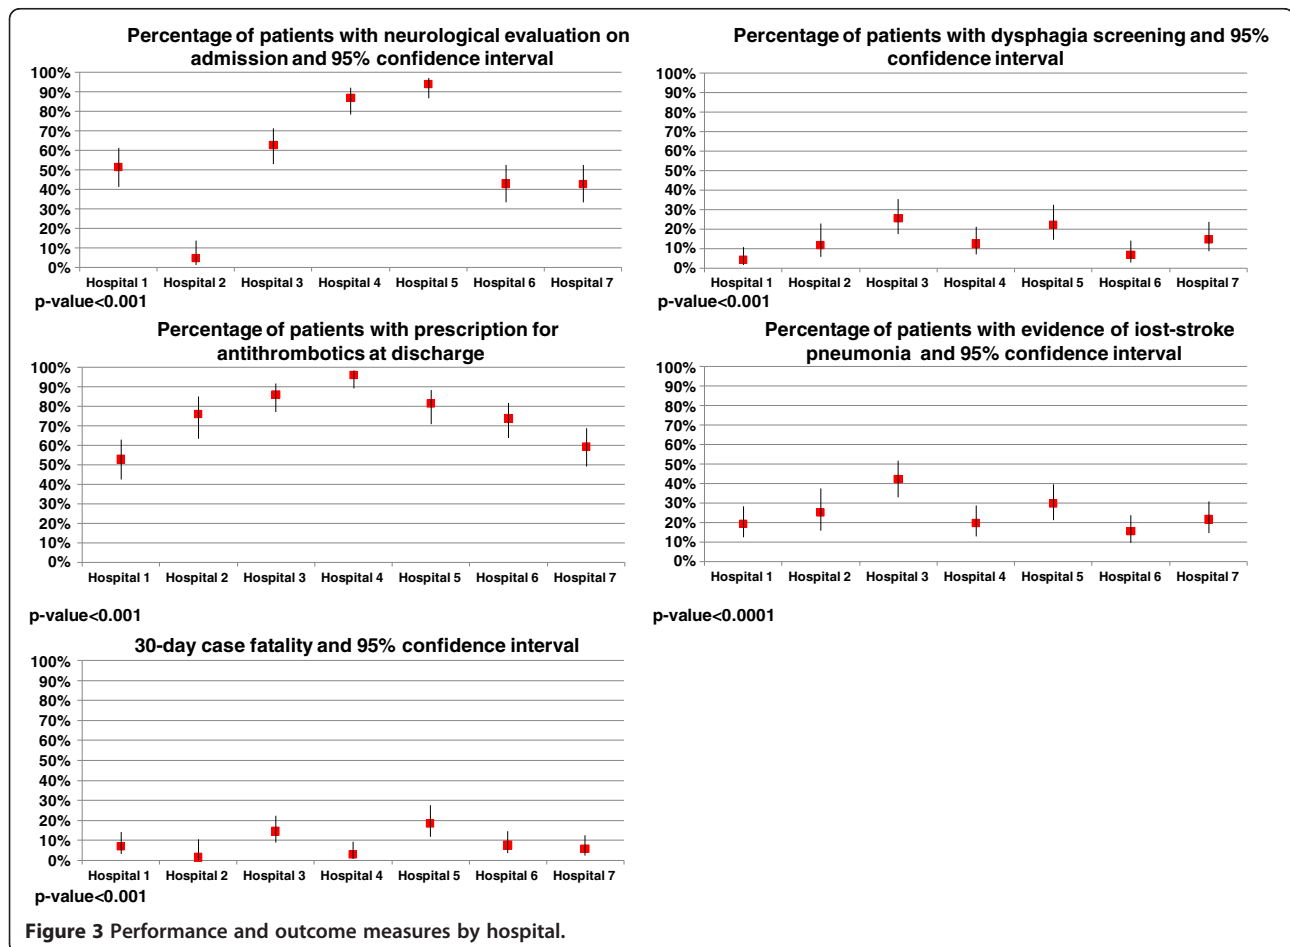 Percentage of patients with neurological evaluation on
admission and 95% confidence interval
100%
90%
80%
70%
60%
50%
40%
30%
20%
10%
0%
Hospital 1 Hospital 2 Hospital 3 Hospital 4 Hospital 5 Hospital 6 Hospital 7
p-value<0.001
Percentage of patients with dysphagia screening and 95%
confidence interval
100%
90%
80%
70%
60%
50%
40%
30%
20%
10%
0%
Hospital 1 Hospital 2 Hospital 3 Hospital 4 Hospital 5 Hospital 6 Hospital 7
p-value<0.001
Percentage of patients with prescription for
antithrombotics at discharge
100%
90%
80%
70%
60%
50%
40%
30%
20%
10%
0%
Hospital 1 Hospital 2 Hospital 3 Hospital 4 Hospital 5 Hospital 6 Hospital 7
p-value<0.001
Percentage of patients with evidence of iost-stroke
pneumonia and 95% confidence interval
100%
90%
80%
70%
60%
50%
40%
30%
20%
10%
0%
Hospital 1 Hospital 2 Hospital 3 Hospital 4 Hospital 5 Hospital 6 Hospital 7
p-value<0.0001
30-day case fatality and 95% confidence interval
100%
90%
80%
70%
60%
50%
40%
30%
20%
10%
0%
Hospital 1 Hospital 2 Hospital 3 Hospital 4 Hospital 5 Hospital 6 Hospital 7
p-value<0.001
Figure 3 Performance and outcome measures by hospital.